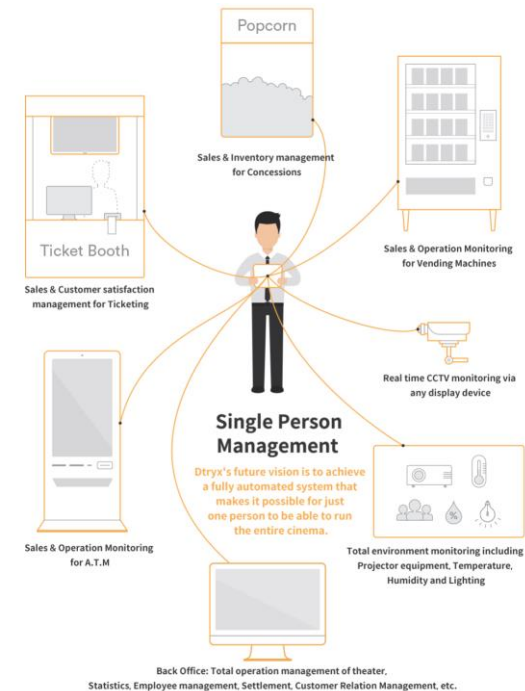 Popcorn
Sales & Inventory management
for Concessions
Ticket Booth
Sales & Customer satisfaction
management for Ticketing
Sales & Operation Monitoring
for Vending Machines
Real time CCTV monitoring via
any display device
Single Person
Management
Dtryx's future vision is to achieve
a fully automated system that
makes it possible for just
one person to be able to run
the entire cinema.
Sales & Operation Monitoring
for A.T.M
%
Total environment monitoring including
Projector equipment, Temperature,
Humidity and Lighting
Back Office: Total operation management of theater,
Statistics, Employee management, Settlement, Customer Relation Management, etc.